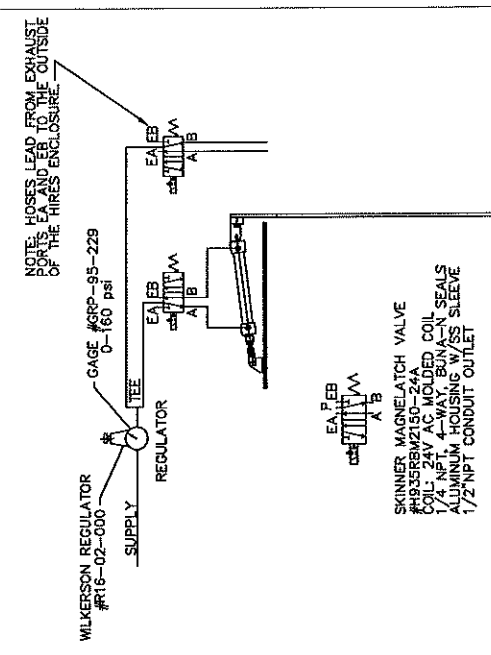 NOTE: HOSES LEAD FROM EXHAUST
PORTS EA AND EB TO THE OUTSIDE
OF THE HIRES ENCLOSURE.
WILKERSON REGULATOR
#R16-02-000
GAGE #GRP-95-229
0-160 psi
SUPPLY
TEE
REGULATOR
EA EB
A B
EA EB
A B
EA P EB
A B
SKINNER MAGNELATCH VALVE
#H935RBM2150-24A
COIL: 24V AC MOLDED COIL
1/4 NPT, 4-WAY, BUNA-N SEALS
ALUMINUM HOUSING W/SS SLEEVE
1/2"NPT CONDUIT OUTLET